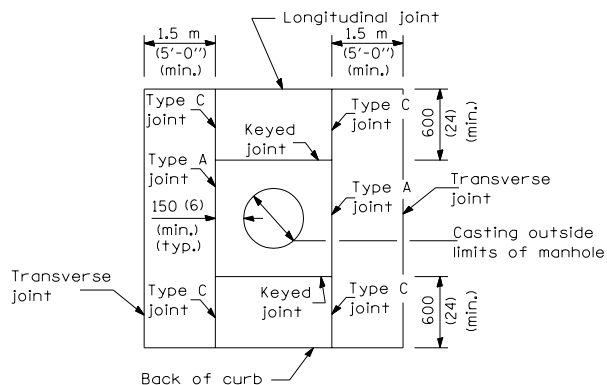 1.5 m
(5'-0'')
(min.)
Longitudinal joint
1.5 m
(5'-0'')
(min.)
Type C
joint
Type C
joint
Keyed
joint
600
(24)
(min.)
Type A
joint
Type A
joint
Transverse
joint
150 (6)
(min.)
(typ.)
Casting outside
limits of manhole
Transverse
joint
Type C
joint
Keyed
joint
Type C
joint
600
(24)
(min.)
Back of curb